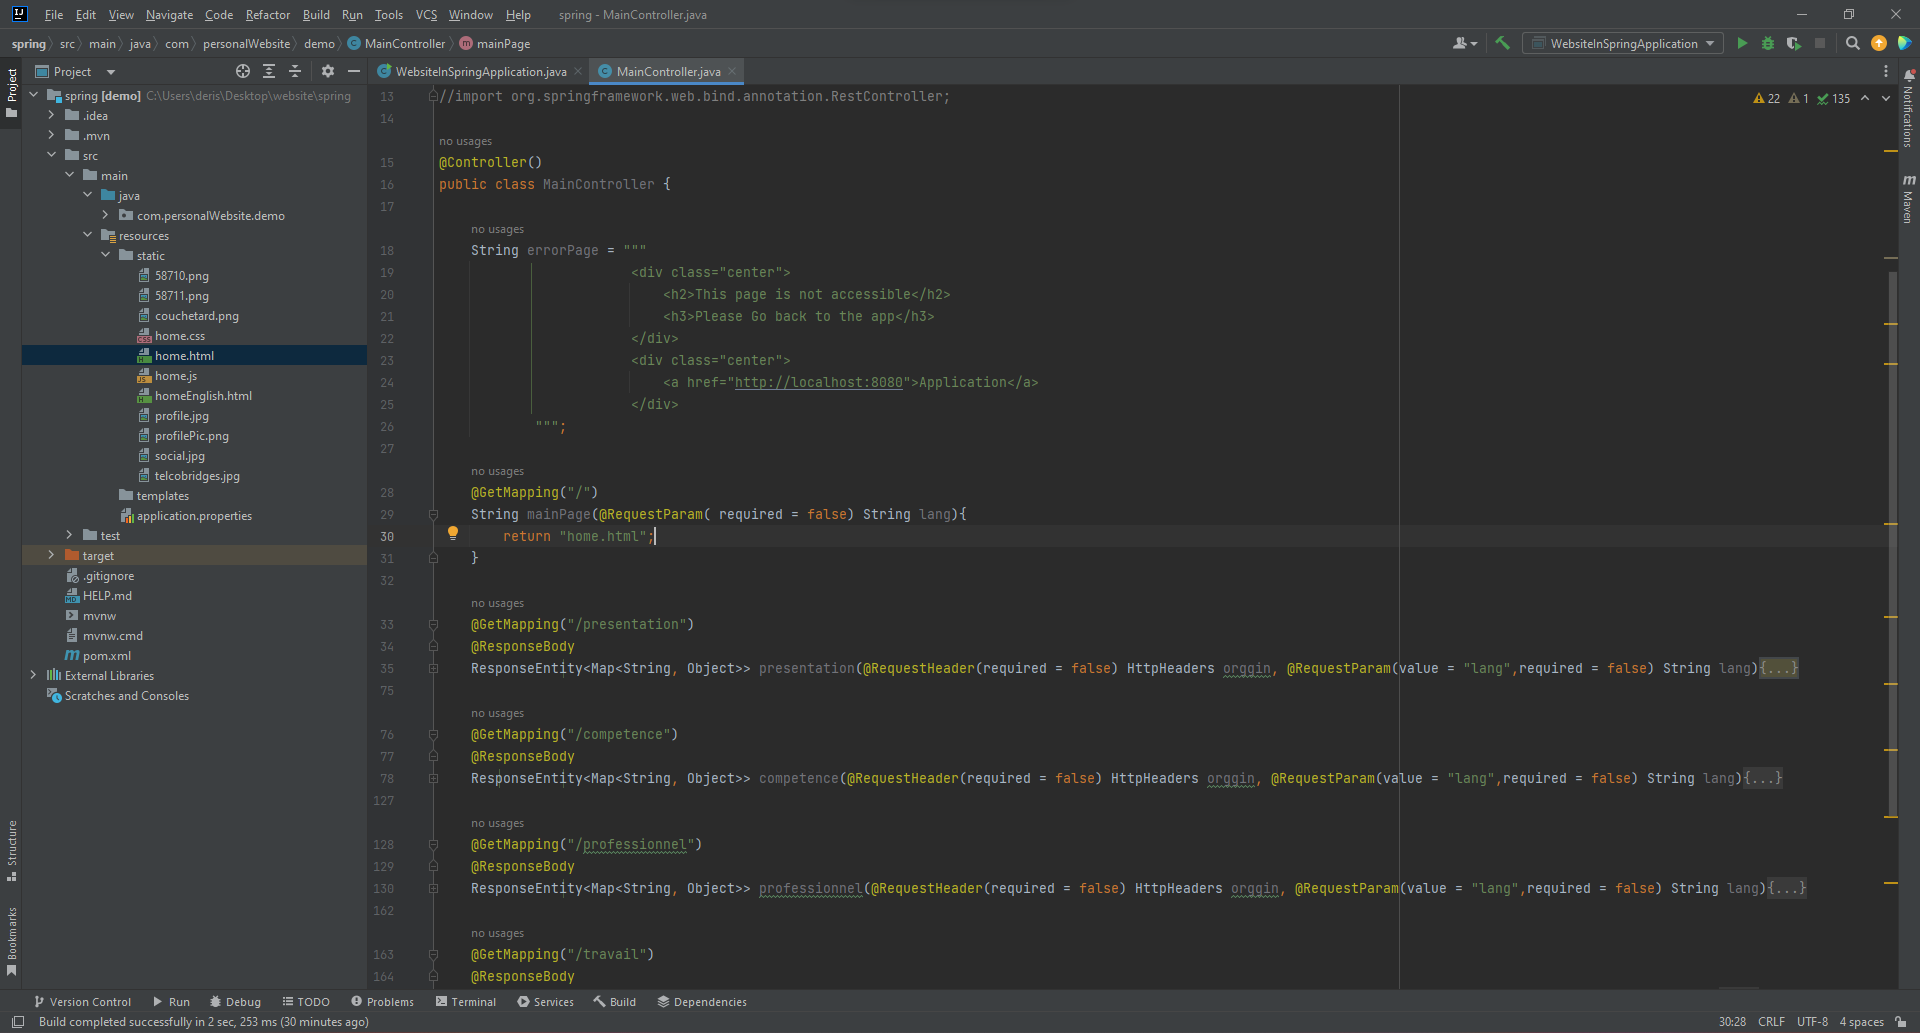 File Edit View Navigate Code Refactor Build Run Tools VCS Window Help spring - MainController.java
spring src main java com personalWebsite demo MainController mainPage WebsiteInSpringApplication
Project WebsiteInSpringApplication.java MainController.java
Project
spring [demo] C:\Users\deris\Desktop\website\spring
.idea
.mvn
src
main
java
com.personalWebsite.demo
resources
static
58710.png
58711.png
couchetard.png
home.css
home.html
home.js
homeEnglish.html
profile.jpg
profilePic.png
social.jpg
telcobridges.jpg
templates
application.properties
test
target
.gitignore
HELP.md
mvnw
mvnw.cmd
pom.xml
External Libraries
Scratches and Consoles
Structure
Bookmarks
22 1 135
13 //import org.springframework.web.bind.annotation.RestController;
14
no usages
15 @Controller()
16 public class MainController {
17
no usages
18 String errorPage = """
19 <div class="center">
20 <h2>This page is not accessible</h2>
21 <h3>Please Go back to the app</h3>
22 </div>
23 <div class="center">
24 <a href="http://localhost:8080">Application</a>
25 </div>
26 """;
27
no usages
28 @GetMapping("/")
29 String mainPage(@RequestParam( required = false) String lang){
30 return "home.html";
31 }
32
no usages
33 @GetMapping("/presentation")
34 @ResponseBody
35 ResponseEntity<Map<String, Object>> presentation(@RequestHeader(required = false) HttpHeaders orggin, @RequestParam(value = "lang",required = false) String lang){...}
75
no usages
76 @GetMapping("/competence")
77 @ResponseBody
78 ResponseEntity<Map<String, Object>> competence(@RequestHeader(required = false) HttpHeaders orggin, @RequestParam(value = "lang",required = false) String lang){...}
127
no usages
128 @GetMapping("/professionnel")
129 @ResponseBody
130 ResponseEntity<Map<String, Object>> professionnel(@RequestHeader(required = false) HttpHeaders orggin, @RequestParam(value = "lang",required = false) String lang){...}
162
no usages
163 @GetMapping("/travail")
164 @ResponseBody
Notifications
Maven
Version Control Run Debug TODO Problems Terminal Services Build Dependencies
Build completed successfully in 2 sec, 253 ms (30 minutes ago) 30:28 CRLF UTF-8 4 spaces